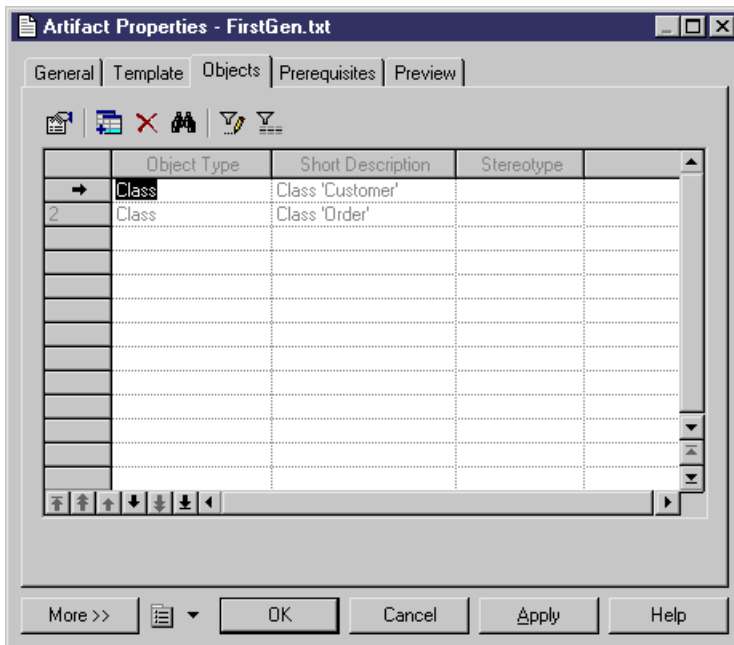 Artifact Properties - FirstGen.txt
General Template Objects Prerequisites Preview
Object Type Short Description Stereotype
Class Class 'Customer'
2 Class Class 'Order'
More >> OK Cancel Apply Help